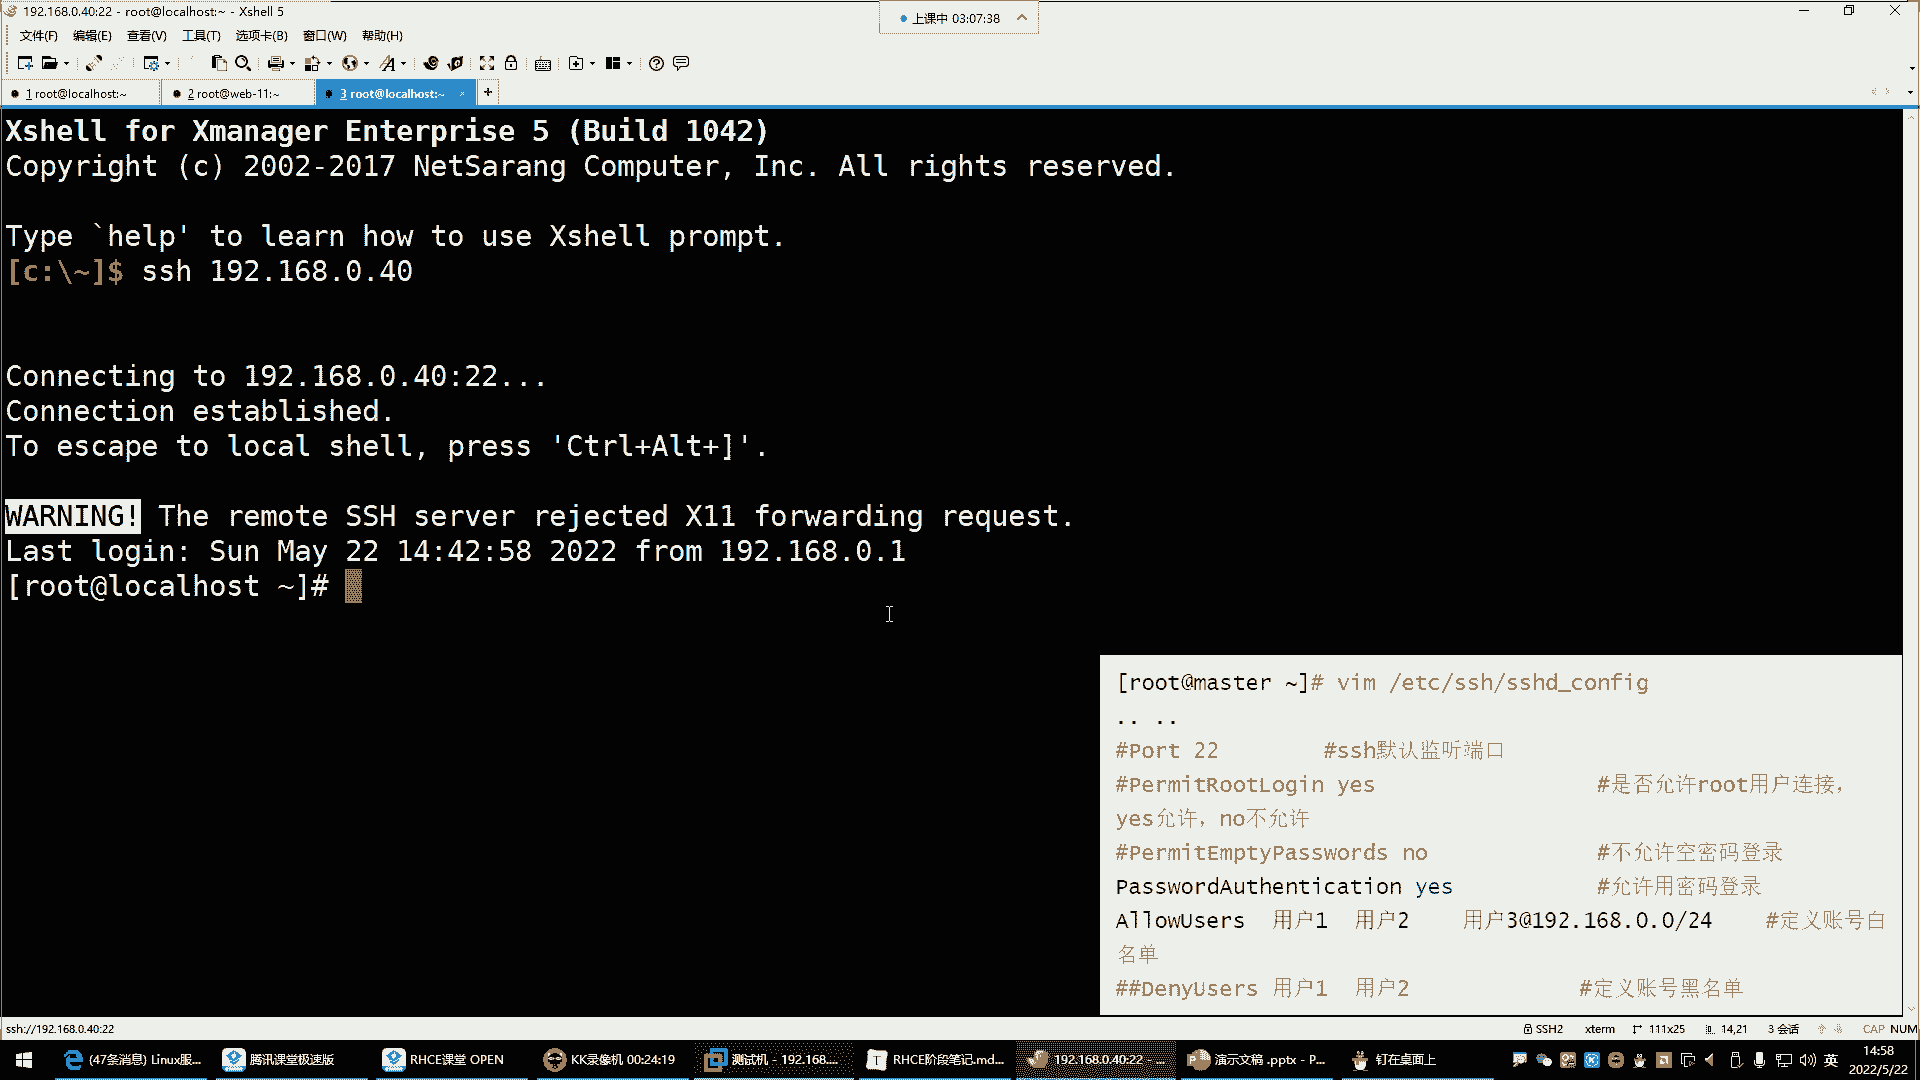 192.168.0.40:22 - root@localhost:~ - Xshell 5
上课中 03:07:38
文件(F) 编辑(E) 查看(V) 工具(T) 选项卡(B) 窗口(W) 帮助(H)
1 root@localhost:~ 2 root@web-11:~ 3 root@localhost:~ × +
Xshell for Xmanager Enterprise 5 (Build 1042)
Copyright (c) 2002-2017 NetSarang Computer, Inc. All rights reserved.
Type `help' to learn how to use Xshell prompt.
[c:\~]$ ssh 192.168.0.40
Connecting to 192.168.0.40:22...
Connection established.
To escape to local shell, press 'Ctrl+Alt+]'.
WARNING! The remote SSH server rejected X11 forwarding request.
Last login: Sun May 22 14:42:58 2022 from 192.168.0.1
[root@localhost ~]#
[root@master ~]# vim /etc/ssh/sshd_config
.. ..
#Port 22 #ssh默认监听端口
#PermitRootLogin yes #是否允许root用户连接，
yes允许，no不允许
#PermitEmptyPasswords no #不允许空密码登录
PasswordAuthentication yes #允许用密码登录
AllowUsers 用户1 用户2 用户3@192.168.0.0/24 #定义账号白
名单
##DenyUsers 用户1 用户2 #定义账号黑名单
ssh://192.168.0.40:22 SSH2 xterm 111x25 14,21 3 会话 CAP NUM
(47条消息) Linux服... 腾讯课堂极速版 RHCE课堂 OPEN KK录像机 00:24:19 测试机 - 192.168.... RHCE阶段笔记.md... 192.168.0.40:22 - ... 演示文稿 .pptx - P... 钉在桌面上 英 14:58
2022/5/22